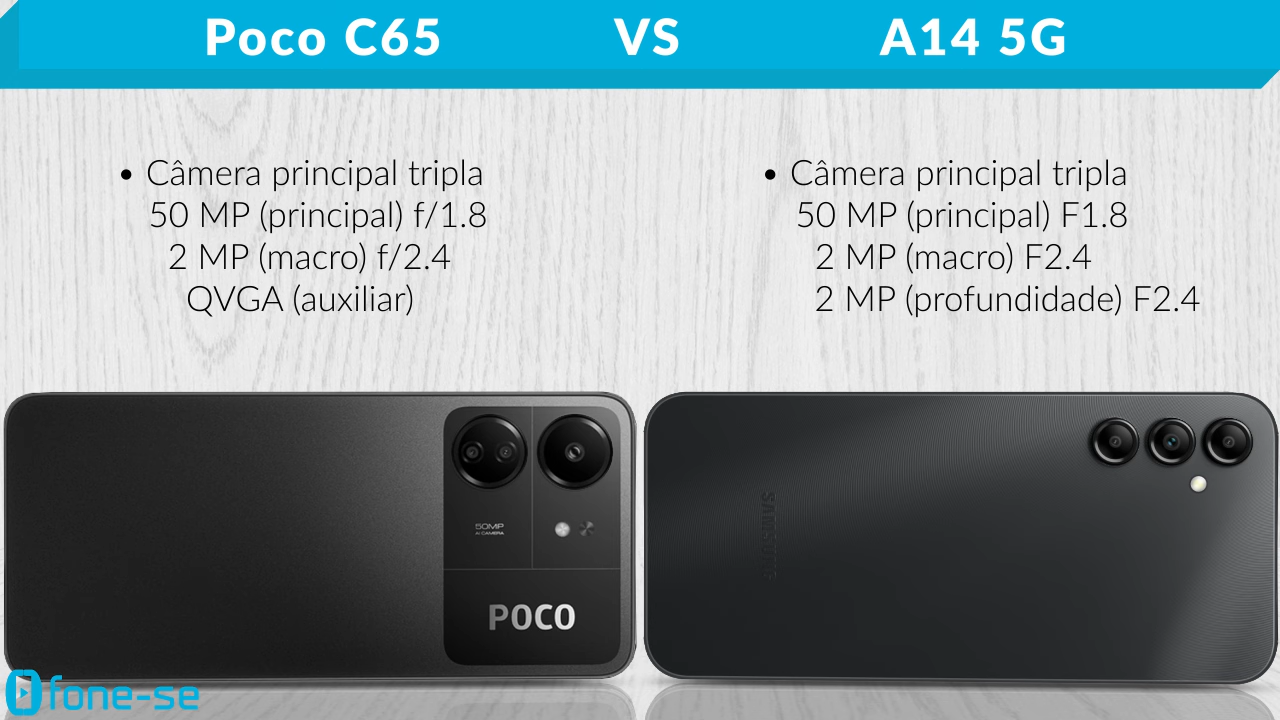 Poco C65 VS A14 5G
• Câmera principal tripla
50 MP (principal) f/1.8
2 MP (macro) f/2.4
QVGA (auxiliar)
• Câmera principal tripla
50 MP (principal) F1.8
2 MP (macro) F2.4
2 MP (profundidade) F2.4
50MP
AI CAMERA
POCO
SAMSUNG
fone-se